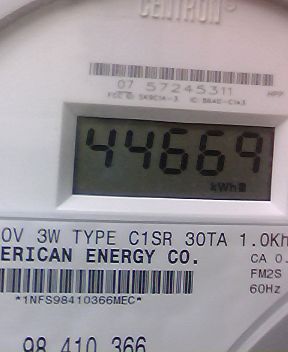 CENTRON®
07 57245311
44669
kWh
0V 3W TYPE C1SR 30TA 1.0Kh
ERICAN ENERGY CO.
CA 0.
FM2S
60Hz
*1NFS98410366MEC*
98 410 366